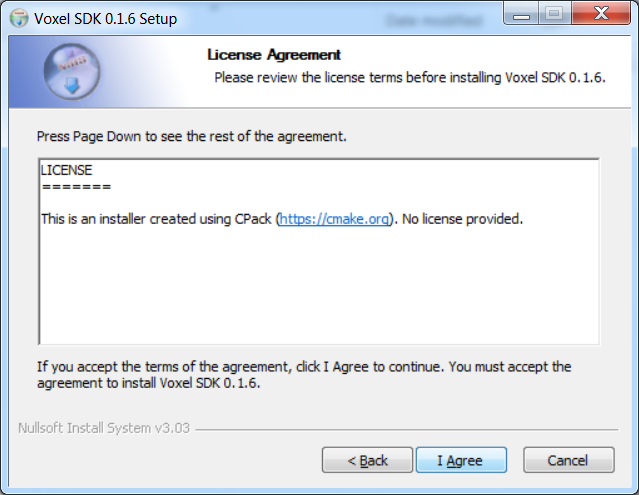 Voxel SDK 0.1.6 Setup
Date modified
License Agreement
Please review the license terms before installing Voxel SDK 0.1.6.
Press Page Down to see the rest of the agreement.
LICENSE
=======
This is an installer created using CPack (https://cmake.org). No license provided.
If you accept the terms of the agreement, click I Agree to continue. You must accept the
agreement to install Voxel SDK 0.1.6.
Nullsoft Install System v3.03
< Back
I Agree
Cancel